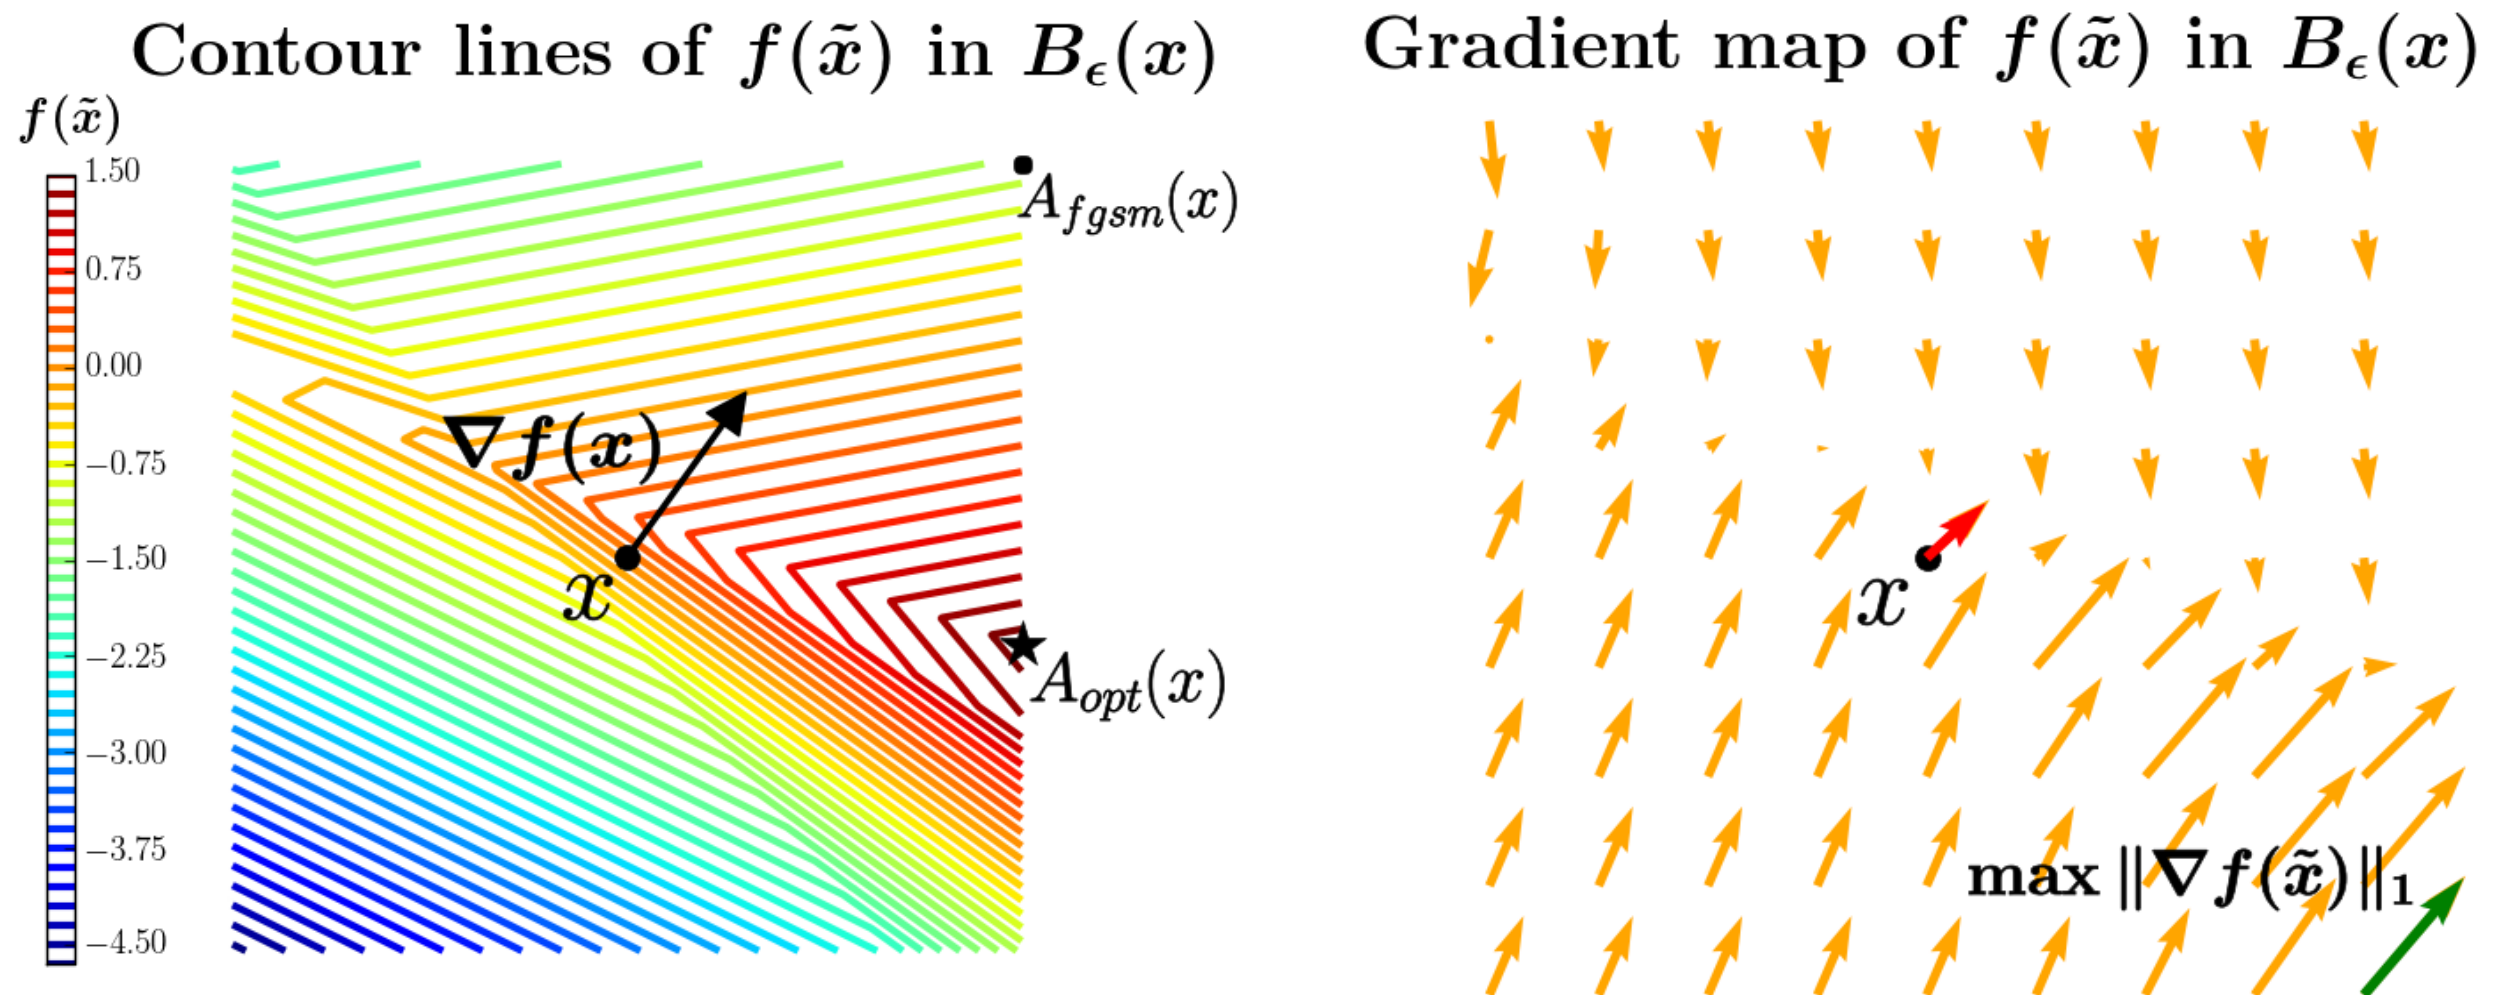 Contour lines of f(x̃) in B_ϵ(x)
f(x̃)
1.50
0.75
0.00
−0.75
−1.50
−2.25
−3.00
−3.75
−4.50
A_fgsm(x)
∇f(x)
x
A_opt(x)
Gradient map of f(x̃) in B_ϵ(x)
x
max ‖∇f(x̃)‖₁